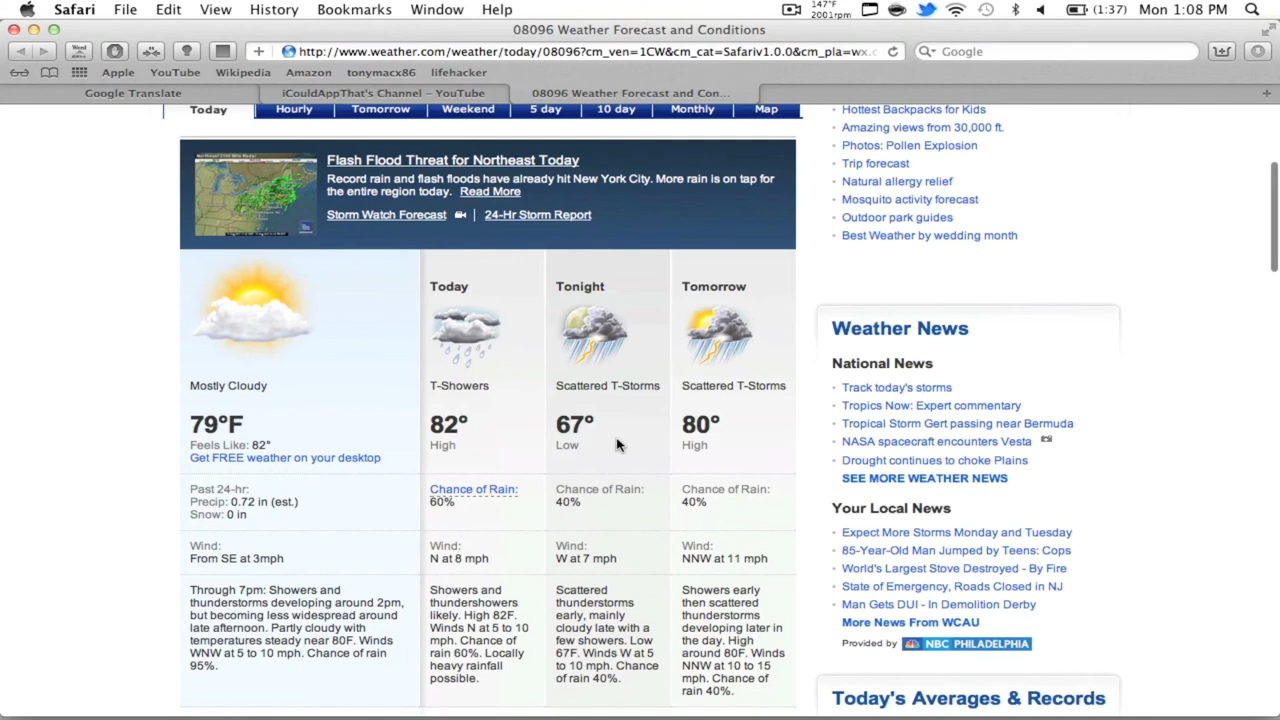 Safari File Edit View History Bookmarks Window Help 147°F 2001rpm (1:37) Mon 1:08 PM
08096 Weather Forecast and Conditions
http://www.weather.com/weather/today/08096?cm_ven=1CW&cm_cat=Safariv1.0.0&cm_pla=wx.c Google
Apple YouTube Wikipedia Amazon tonymacx86 lifehacker
Google Translate iCouldAppThat's Channel – YouTube 08096 Weather Forecast and Con...
Today Hourly Tomorrow Weekend 5 day 10 day Monthly Map
Flash Flood Threat for Northeast Today
Record rain and flash floods have already hit New York City. More rain is on tap for
the entire region today. Read More
Storm Watch Forecast | 24-Hr Storm Report
Mostly Cloudy
79°F
Feels Like: 82°
Get FREE weather on your desktop
Past 24-hr:
Precip: 0.72 in (est.)
Snow: 0 in
Wind:
From SE at 3mph
Through 7pm: Showers and
thunderstorms developing around 2pm,
but becoming less widespread around
late afternoon. Partly cloudy with
temperatures steady near 80F. Winds
WNW at 5 to 10 mph. Chance of rain
95%.
Today
T-Showers
82°
High
Chance of Rain:
60%
Wind:
N at 8 mph
Showers and
thundershowers
likely. High 82F.
Winds N at 5 to 10
mph. Chance of
rain 60%. Locally
heavy rainfall
possible.
Tonight
Scattered T-Storms
67°
Low
Chance of Rain:
40%
Wind:
W at 7 mph
Scattered
thunderstorms
early, mainly
cloudy late with a
few showers. Low
67F. Winds W at 5
to 10 mph. Chance
of rain 40%.
Tomorrow
Scattered T-Storms
80°
High
Chance of Rain:
40%
Wind:
NNW at 11 mph
Showers early
then scattered
thunderstorms
developing later in
the day. High
around 80F. Winds
NNW at 10 to 15
mph. Chance of
rain 40%.
Hottest Backpacks for Kids
Amazing views from 30,000 ft.
Photos: Pollen Explosion
Trip forecast
Natural allergy relief
Mosquito activity forecast
Outdoor park guides
Best Weather by wedding month
Weather News
National News
Track today's storms
Tropics Now: Expert commentary
Tropical Storm Gert passing near Bermuda
NASA spacecraft encounters Vesta
Drought continues to choke Plains
SEE MORE WEATHER NEWS
Your Local News
Expect More Storms Monday and Tuesday
85-Year-Old Man Jumped by Teens: Cops
World's Largest Stove Destroyed - By Fire
State of Emergency, Roads Closed in NJ
Man Gets DUI - In Demolition Derby
More News From WCAU
Provided by NBC PHILADELPHIA
Today's Averages & Records